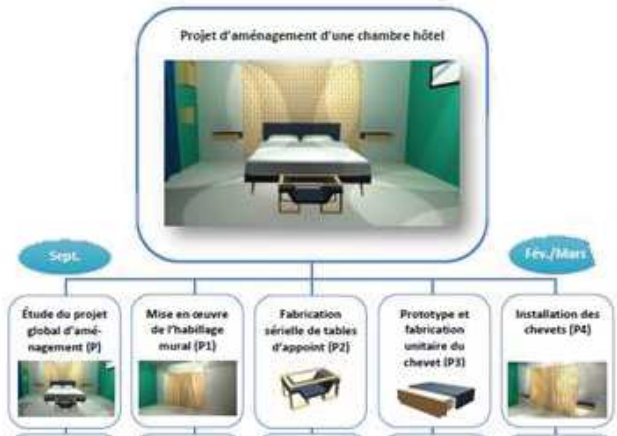 Projet d'aménagement d'une chambre hôtel
Sept.
Fév./Mars
Étude du projet
global d'amé-
nagement (P)
Mise en œuvre
de l'habillage
mural (P1)
Fabrication
sérielle de tables
d'appoint (P2)
Prototype et
fabrication
unitaire du
chevet (P3)
Installation des
chevets (P4)